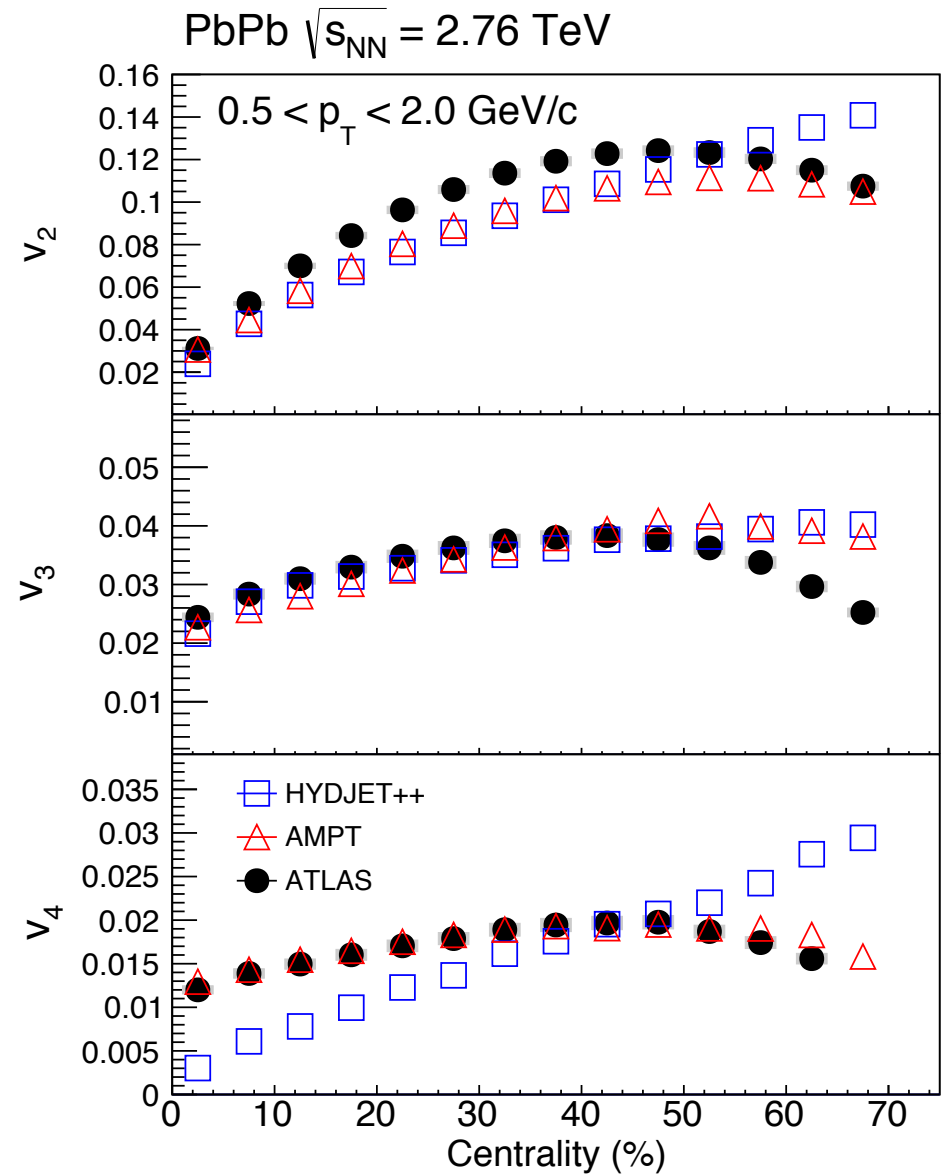 PbPb √s_NN = 2.76 TeV
0.5 < p_T < 2.0 GeV/c
v_2
0.16
0.14
0.12
0.1
0.08
0.06
0.04
0.02
v_3
0.05
0.04
0.03
0.02
0.01
v_4
0.035
0.03
0.025
0.02
0.015
0.01
0.005
0
HYDJET++
AMPT
ATLAS
0 10 20 30 40 50 60 70
Centrality (%)